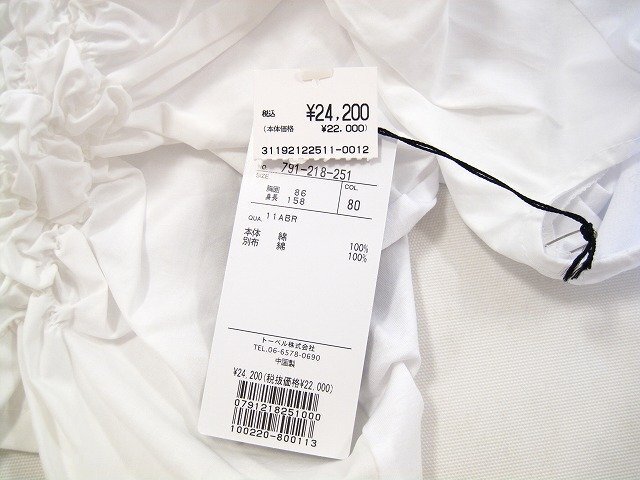 税込 ¥24,200
(本体価格 ¥22,000)
31192122511-0012
791-218-251
SIZE
胸囲 86
身長 158
COL.
80
QUA. 11ABR
本体 綿 100%
別布 綿 100%
トーベル株式会社
TEL.06-6578-0690
中国製
¥24,200(税抜価格¥22,000)
0791218251000
100220-800113